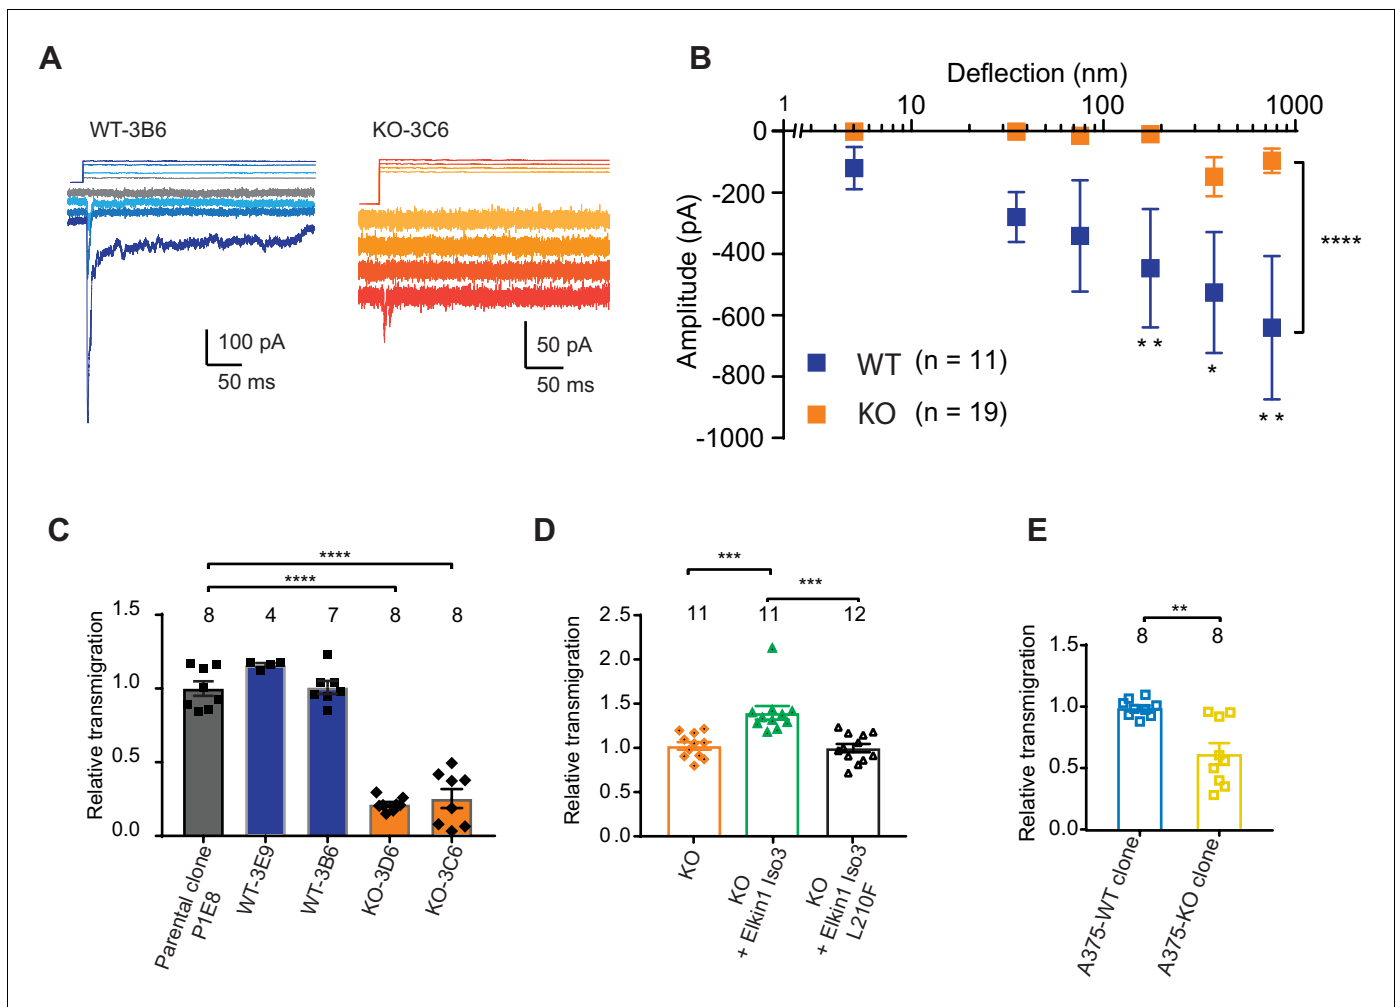 A
WT-3B6
KO-3C6
100 pA
50 ms
50 pA
50 ms
B
Deflection (nm)
1
10
100
1000
0
-200
-400
-600
-800
-1000
Amplitude (pA)
WT (n = 11)
KO (n = 19)
**
*
**
****
C
****
****
8 4 7 8 8
1.5
1.0
0.5
0.0
Relative transmigration
Parental clone
P1E8
WT-3E9
WT-3B6
KO-3D6
KO-3C6
D
***
***
11 11 12
2.5
2.0
1.5
1.0
0.5
0.0
Relative transmigration
KO
KO
+ Elkin1 Iso3
KO
+ Elkin1 Iso3
L210F
E
**
8 8
1.5
1.0
0.5
0.0
Relative transmigration
A375-WT clone
A375-KO clone